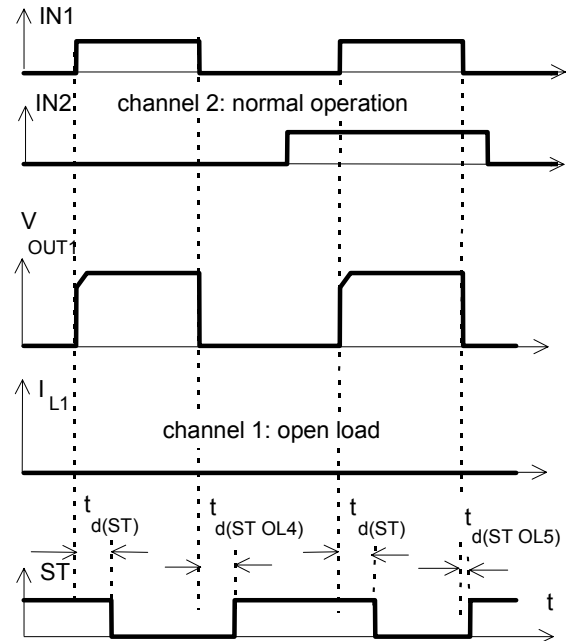 IN1
IN2
channel 2: normal operation
V
OUT1
I
L1
channel 1: open load
t
d(ST)
t
d(ST OL4)
t
d(ST)
t
d(ST OL5)
ST
t